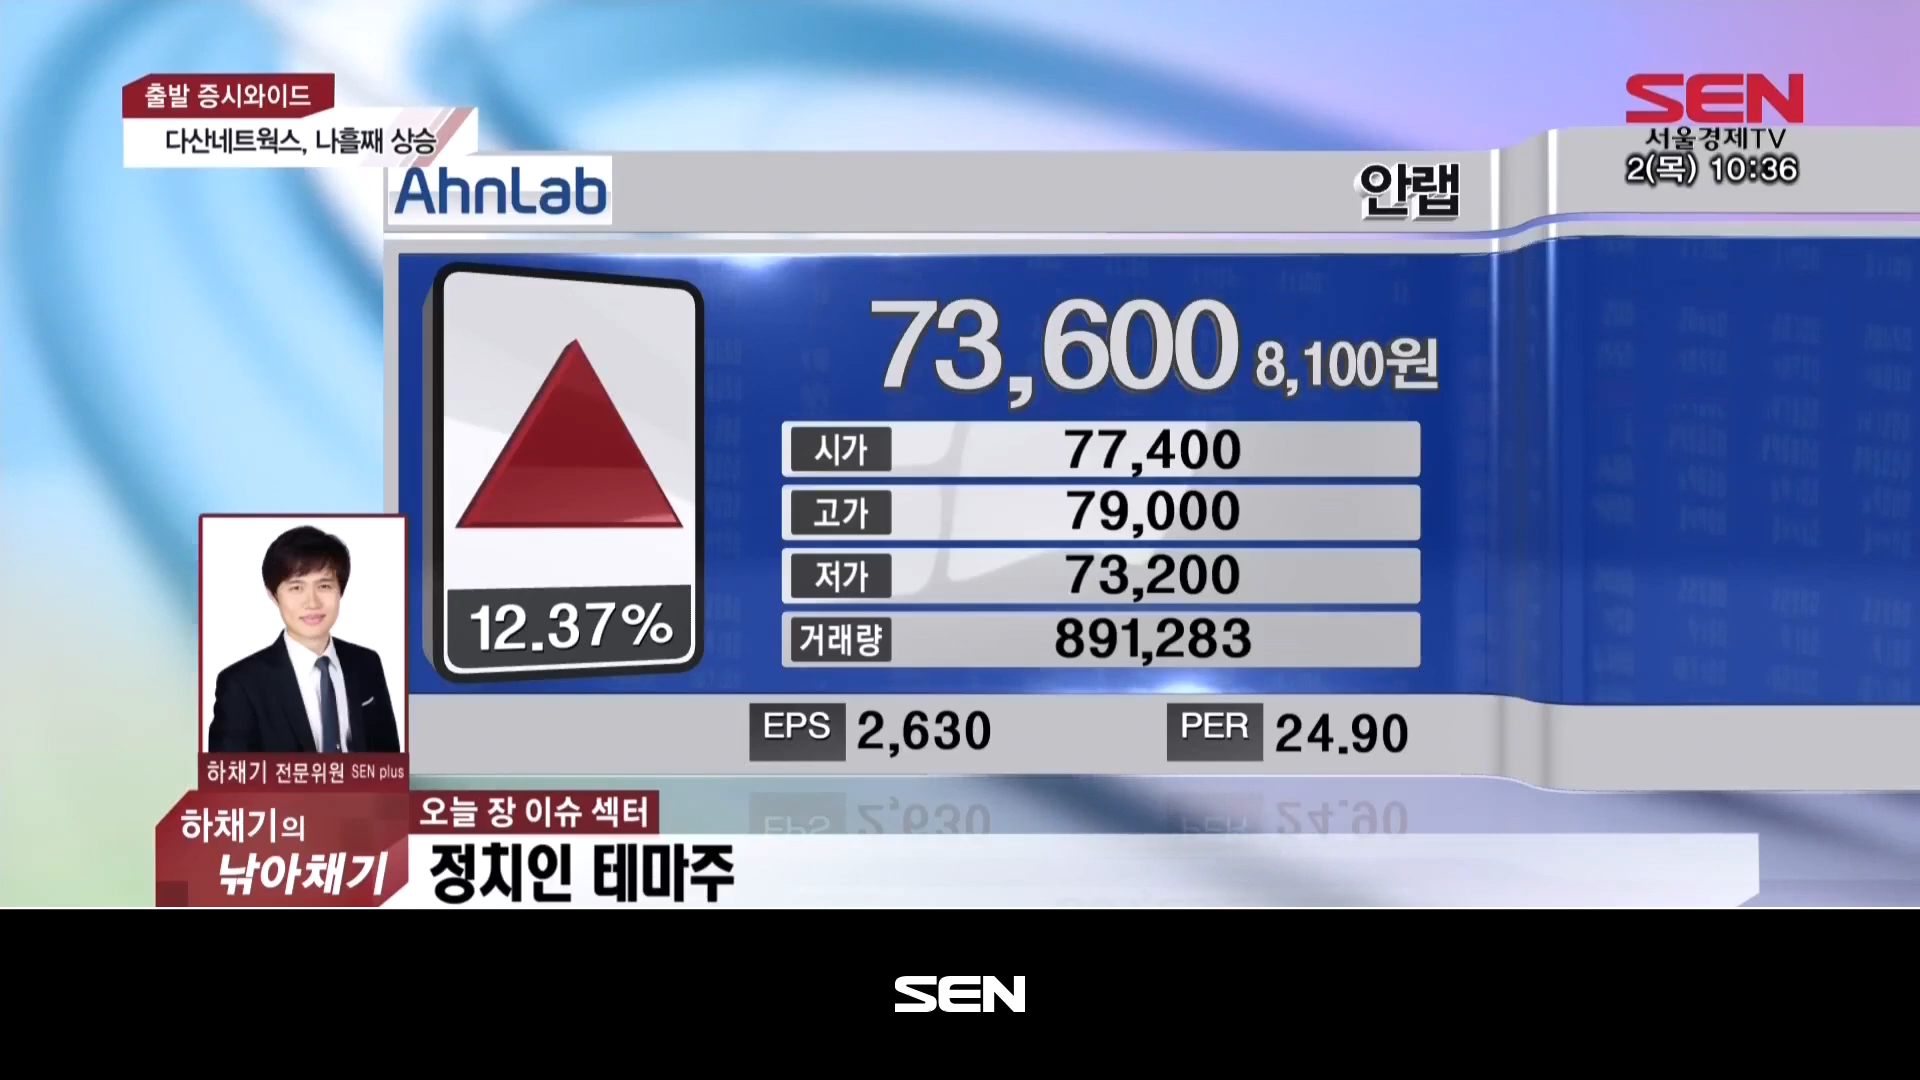 출발 증시와이드
다산네트웍스, 나흘째 상승
SEN
서울경제TV
2(목) 10:36
AhnLab
안랩
73,600 8,100원
12.37%
시가 77,400
고가 79,000
저가 73,200
거래량 891,283
EPS 2,630 PER 24.90
하채기 전문위원 SEN plus
하채기의
낚아채기
오늘 장 이슈 섹터
정치인 테마주
SEN